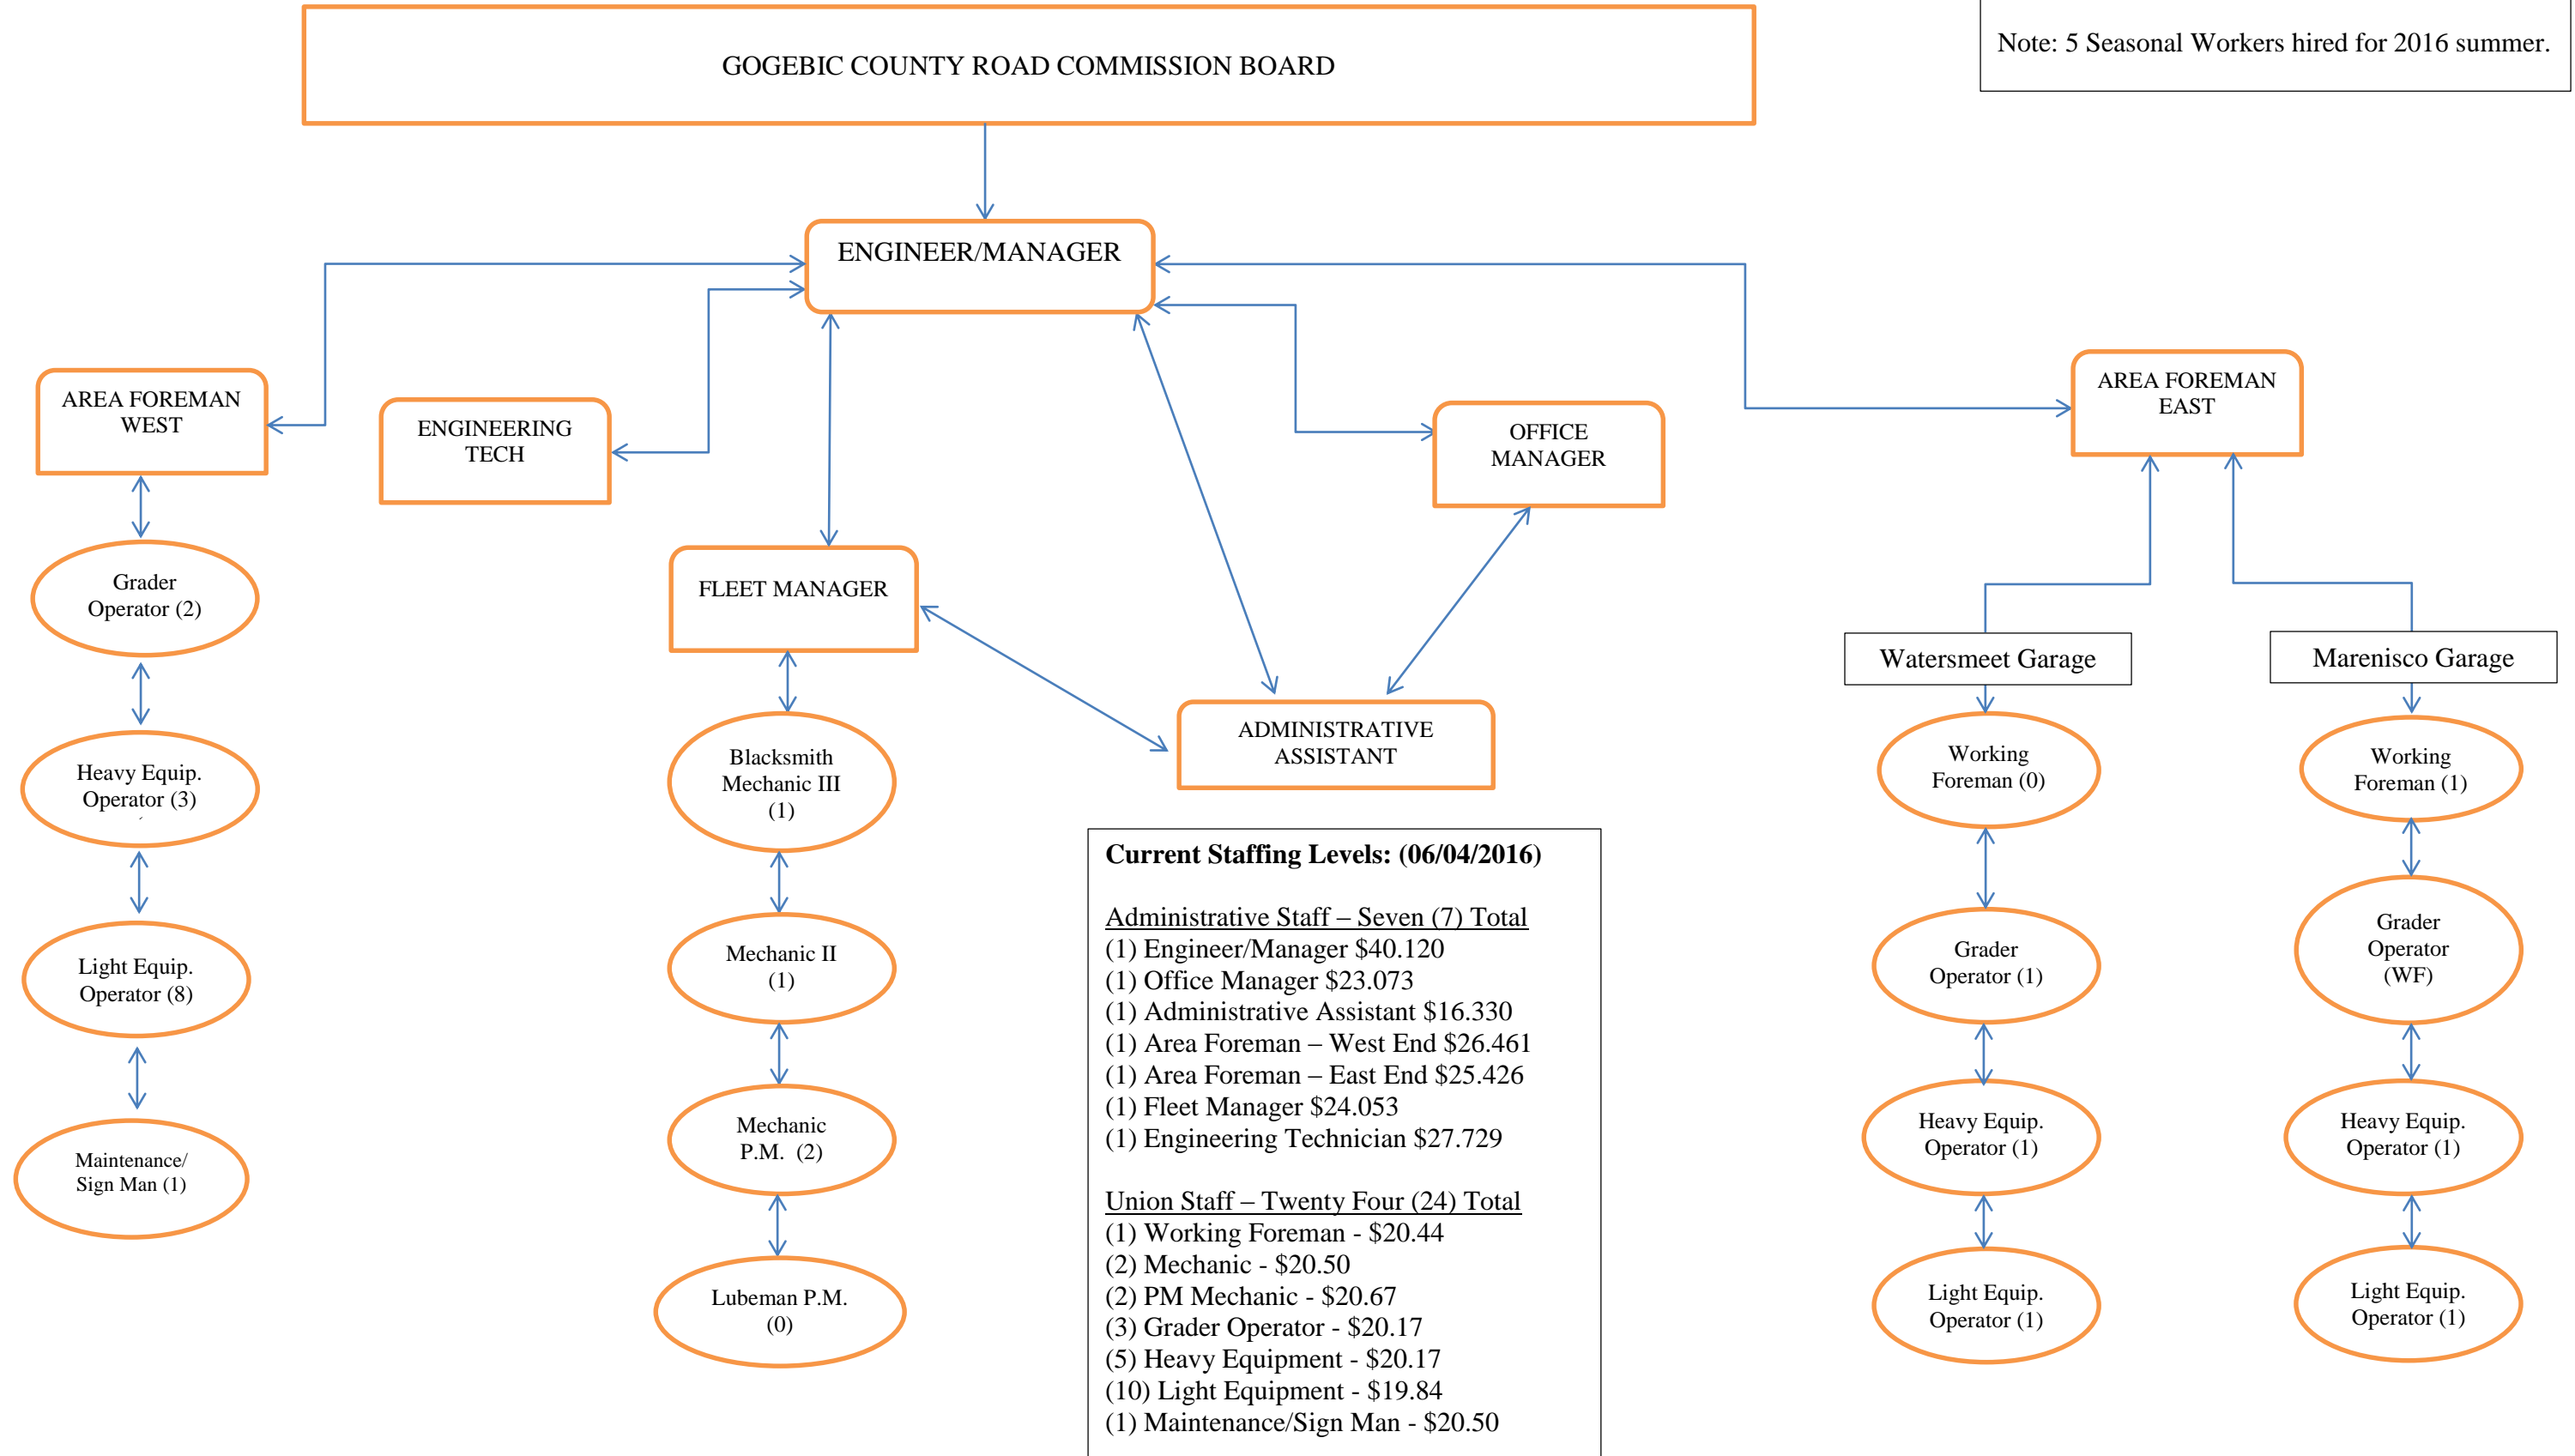 GOGEBIC COUNTY ROAD COMMISSION BOARD
Note: 5 Seasonal Workers hired for 2016 summer.
ENGINEER/MANAGER
AREA FOREMAN
WEST
ENGINEERING
TECH
OFFICE
MANAGER
AREA FOREMAN
EAST
FLEET MANAGER
ADMINISTRATIVE
ASSISTANT
Grader
Operator (2)
Heavy Equip.
Operator (3)
Light Equip.
Operator (8)
Maintenance/
Sign Man (1)
Blacksmith
Mechanic III
(1)
Mechanic II
(1)
Mechanic
P.M. (2)
Lubeman P.M.
(0)
Current Staffing Levels: (06/04/2016)
Administrative Staff – Seven (7) Total
(1) Engineer/Manager $40.120
(1) Office Manager $23.073
(1) Administrative Assistant $16.330
(1) Area Foreman – West End $26.461
(1) Area Foreman – East End $25.426
(1) Fleet Manager $24.053
(1) Engineering Technician $27.729
Union Staff – Twenty Four (24) Total
(1) Working Foreman - $20.44
(2) Mechanic - $20.50
(2) PM Mechanic - $20.67
(3) Grader Operator - $20.17
(5) Heavy Equipment - $20.17
(10) Light Equipment - $19.84
(1) Maintenance/Sign Man - $20.50
Watersmeet Garage
Working
Foreman (0)
Grader
Operator (1)
Heavy Equip.
Operator (1)
Light Equip.
Operator (1)
Marenisco Garage
Working
Foreman (1)
Grader
Operator
(WF)
Heavy Equip.
Operator (1)
Light Equip.
Operator (1)